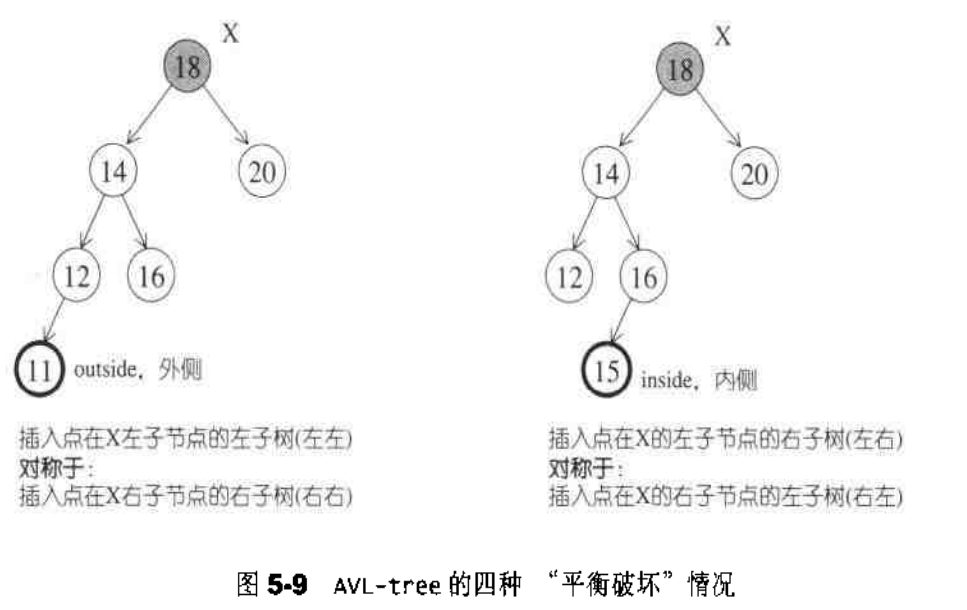 X
18
14
20
12
16
11
outside，外侧
插入点在X左子节点的左子树(左左)
对称于：
插入点在X右子节点的右子树(右右)
X
18
14
20
12
16
15
inside，内侧
插入点在X的左子节点的右子树(左右)
对称于：
插入点在X的右子节点的左子树(右左)
图 5-9 AVL-tree 的四种 “平衡破坏” 情况